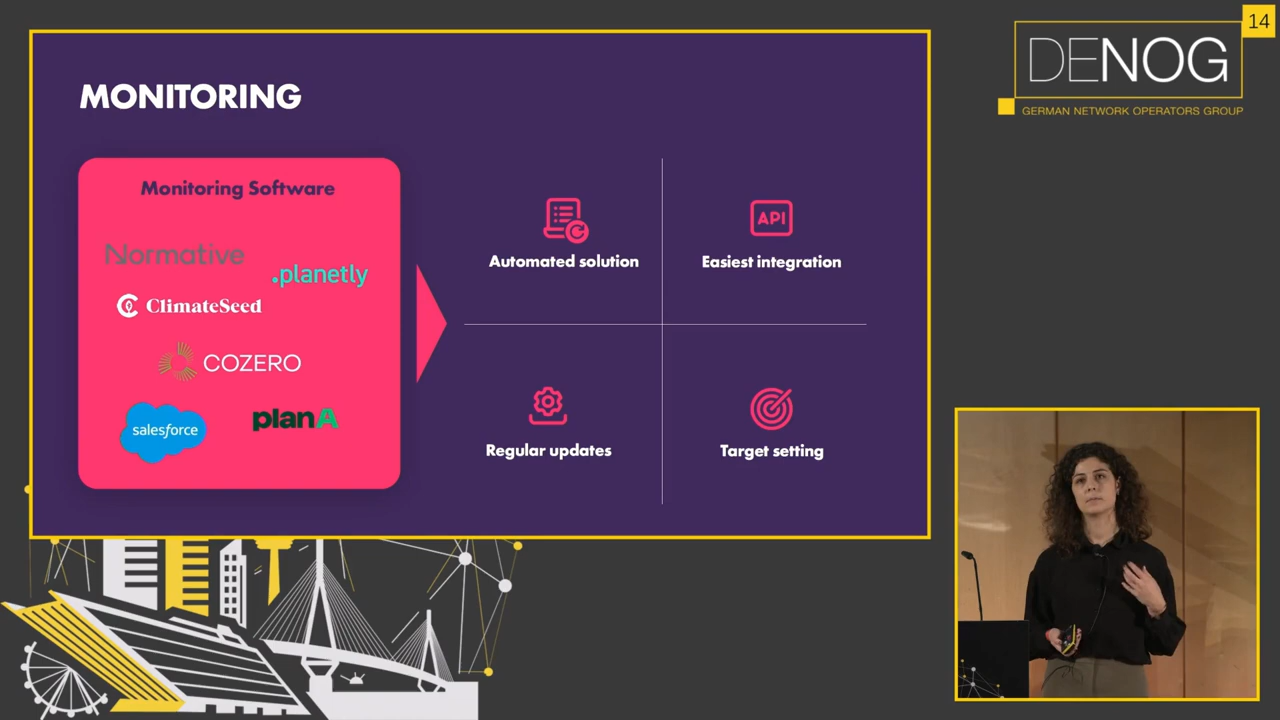 MONITORING
Monitoring Software
Normative
.planetly
ClimateSeed
COZERO
salesforce
planA
Automated solution
API
Easiest integration
Regular updates
Target setting
14
DENOG
GERMAN NETWORK OPERATORS GROUP